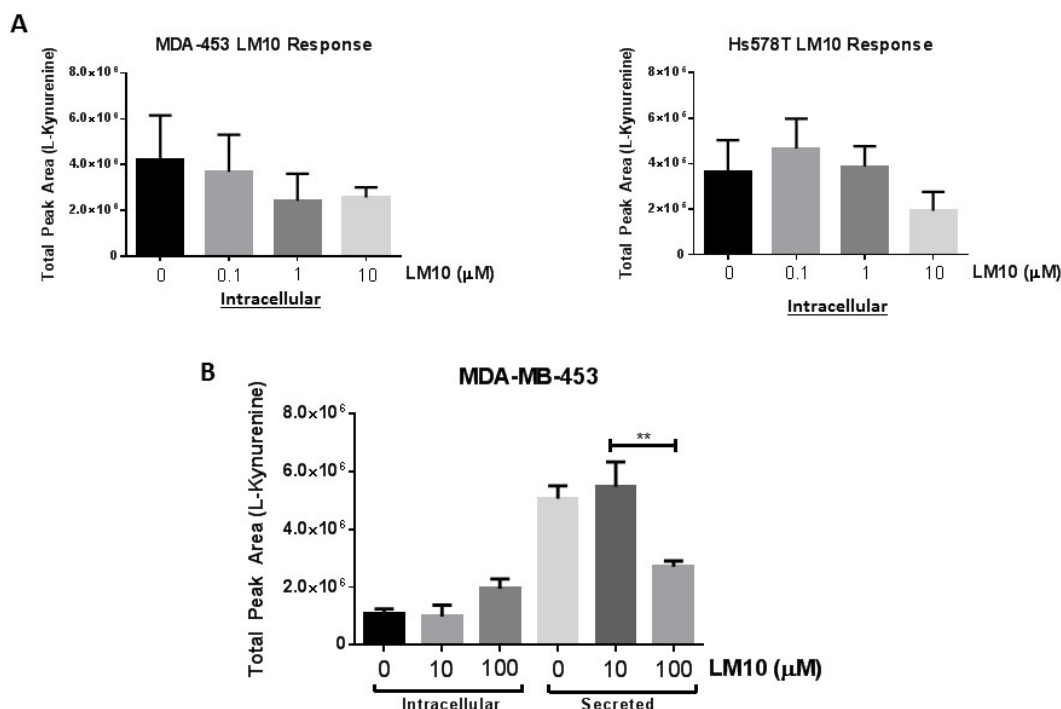 A
MDA-453 LM10 Response
Total Peak Area (L-Kynurenine)
8.0×10⁶
6.0×10⁶
4.0×10⁶
2.0×10⁶
0
0 0.1 1 10 LM10 (µM)
Intracellular
Hs578T LM10 Response
Total Peak Area (L-Kynurenine)
8×10⁶
6×10⁶
4×10⁶
2×10⁶
0
0 0.1 1 10 LM10 (µM)
Intracellular
B
MDA-MB-453
Total Peak Area (L-Kynurenine)
8.0×10⁶
6.0×10⁶
4.0×10⁶
2.0×10⁶
0
**
0 10 100 0 10 100 LM10 (µM)
Intracellular Secreted